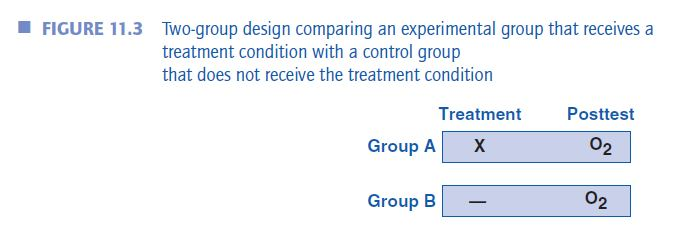 FIGURE 11.3 Two-group design comparing an experimental group that receives a
treatment condition with a control group
that does not receive the treatment condition
Treatment Posttest
Group A X O2
Group B — O2